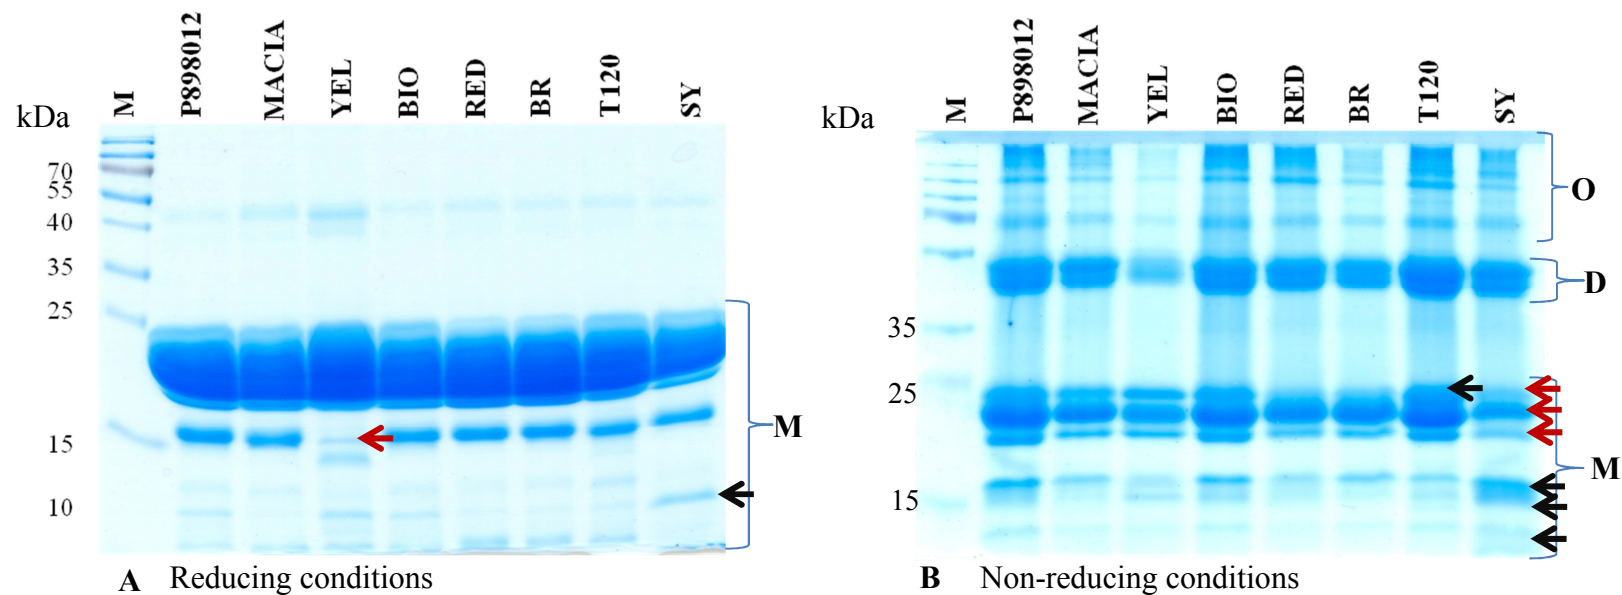 kDa
M
P898012
MACIA
YEL
BIO
RED
BR
T120
SY
70
55
40
35
25
15
10
M
A Reducing conditions
kDa
M
P898012
MACIA
YEL
BIO
RED
BR
T120
SY
35
25
15
O
D
M
B Non-reducing conditions